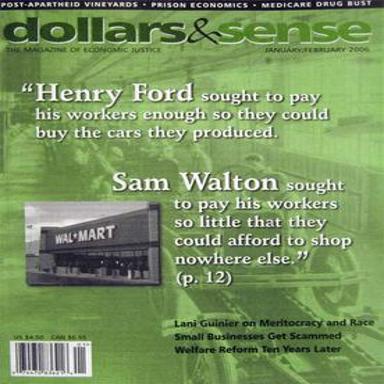 POST-APARTHEID VINEYARDS • PRISON ECONOMICS • MEDICARE DRUG BUST
dollars&sense
THE MAGAZINE OF ECONOMIC JUSTICE JANUARY/FEBRUARY 2006
“Henry Ford sought to pay
his workers enough so they could
buy the cars they produced.
Sam Walton sought
to pay his workers
so little that they
could afford to shop
nowhere else.”
(p. 12)
WAL★MART
Lani Guinier on Meritocracy and Race
Small Businesses Get Scammed
Welfare Reform Ten Years Later
US $4.50 CAN $6.95